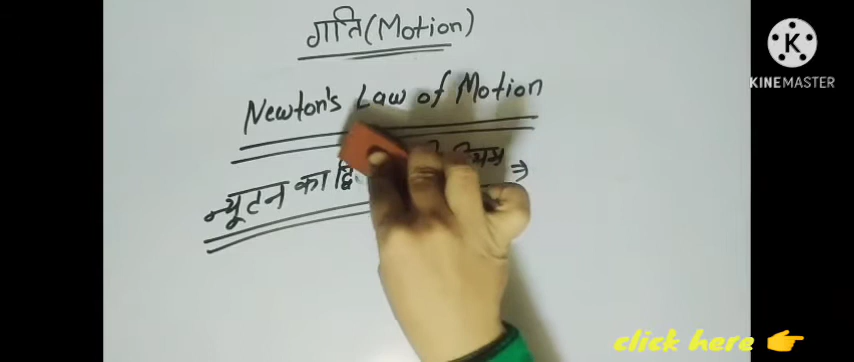 गति (Motion)
Newton's Law of Motion
न्यूटन का द्वि
⇒
KINEMASTER
click here 👉